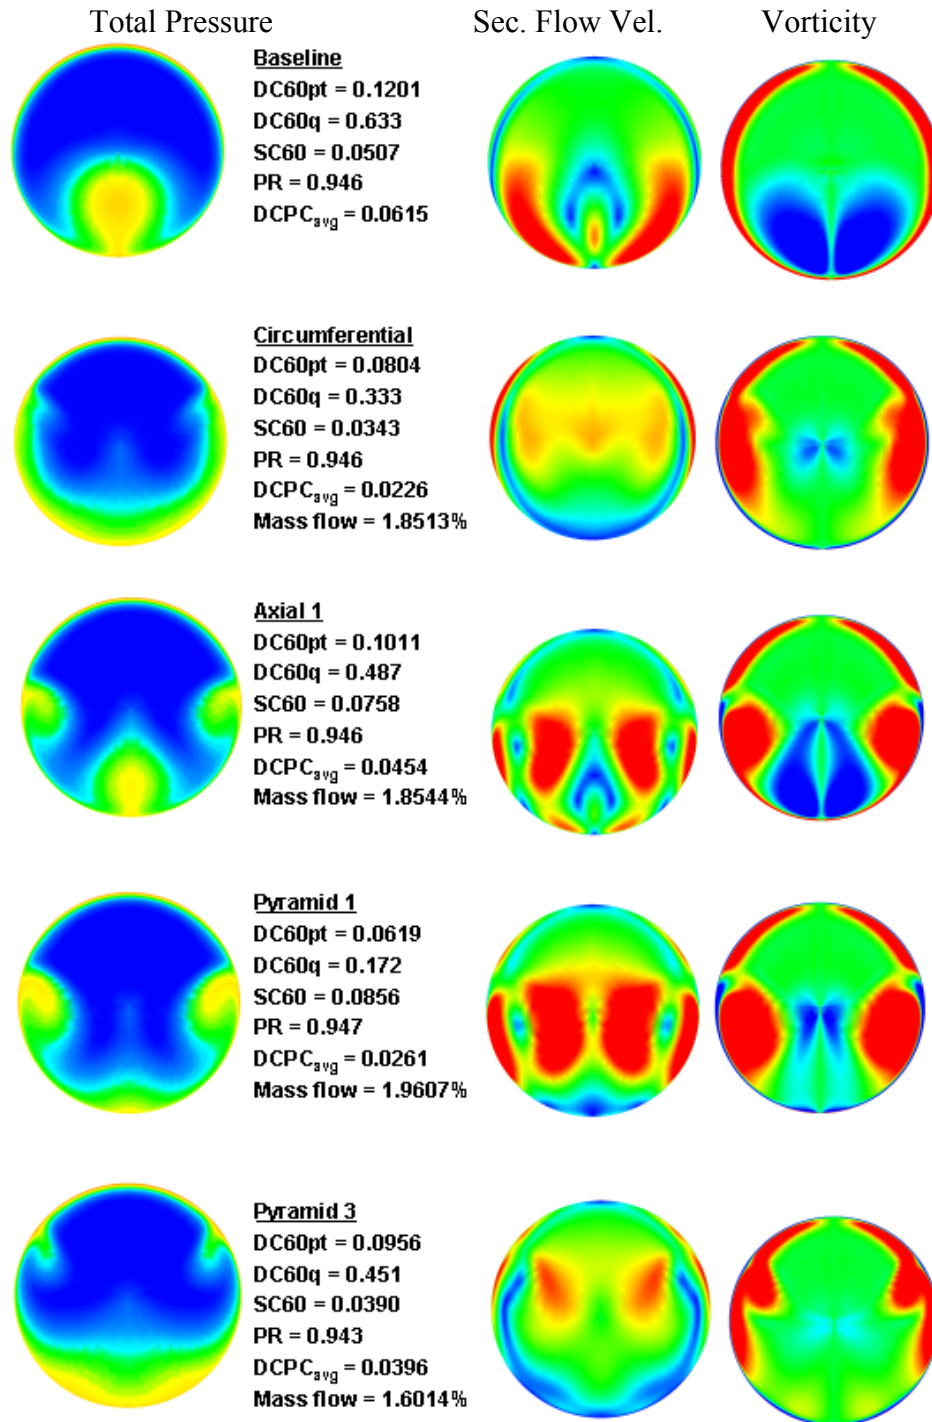 Total Pressure Sec. Flow Vel. Vorticity
Baseline
DC60pt = 0.1201
DC60q = 0.633
SC60 = 0.0507
PR = 0.946
DCPCavg = 0.0615
Circumferential
DC60pt = 0.0804
DC60q = 0.333
SC60 = 0.0343
PR = 0.946
DCPCavg = 0.0226
Mass flow = 1.8513%
Axial 1
DC60pt = 0.1011
DC60q = 0.487
SC60 = 0.0758
PR = 0.946
DCPCavg = 0.0454
Mass flow = 1.8544%
Pyramid 1
DC60pt = 0.0619
DC60q = 0.172
SC60 = 0.0856
PR = 0.947
DCPCavg = 0.0261
Mass flow = 1.9607%
Pyramid 3
DC60pt = 0.0956
DC60q = 0.451
SC60 = 0.0390
PR = 0.943
DCPCavg = 0.0396
Mass flow = 1.6014%